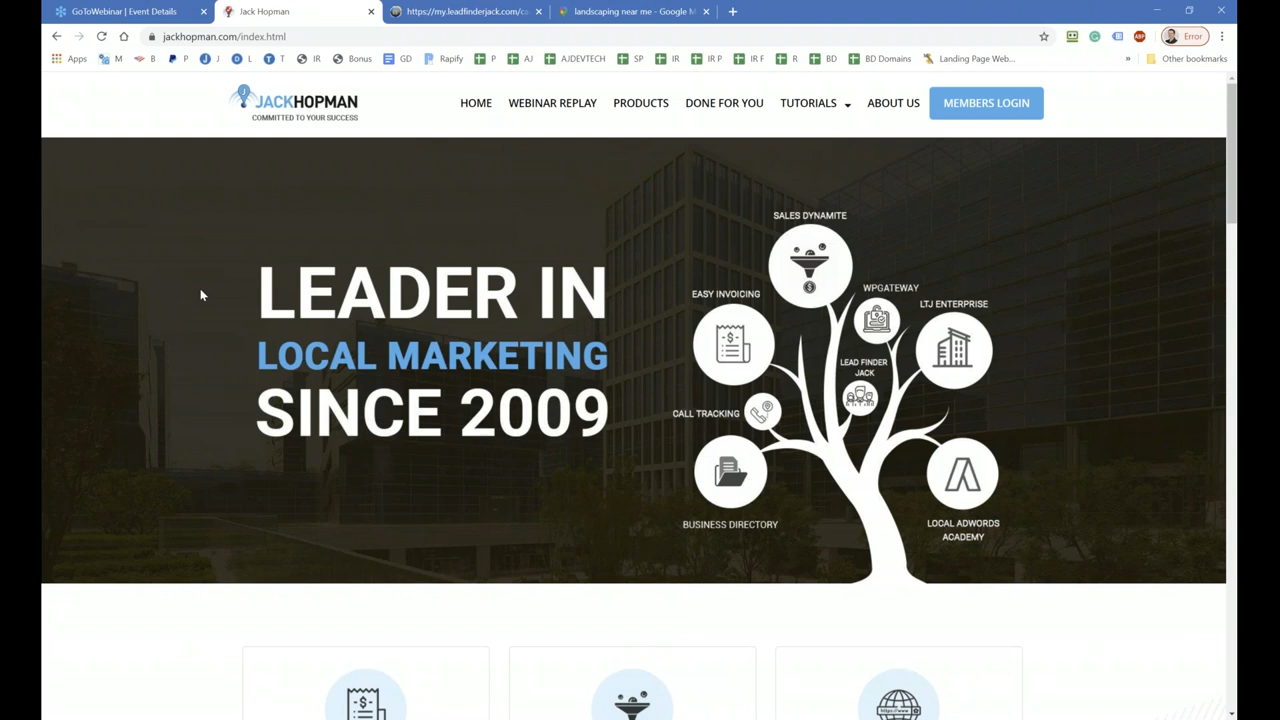 GoToWebinar | Event Details
Jack Hopman
https://my.leadfinderjack.com/ca
landscaping near me - Google M
jackhopman.com/index.html
Error
Apps
M
B
P
J
L
T
IR
Bonus
GD
Rapify
P
AJ
AJDEVTECH
SP
IR
IR P
IR F
R
BD
BD Domains
Landing Page Web...
»
Other bookmarks
JACKHOPMAN
COMMITTED TO YOUR SUCCESS
HOME
WEBINAR REPLAY
PRODUCTS
DONE FOR YOU
TUTORIALS
ABOUT US
MEMBERS LOGIN
LEADER IN
LOCAL MARKETING
SINCE 2009
SALES DYNAMITE
EASY INVOICING
WPGATEWAY
LTJ ENTERPRISE
LEAD FINDER
JACK
CALL TRACKING
BUSINESS DIRECTORY
LOCAL ADWORDS
ACADEMY